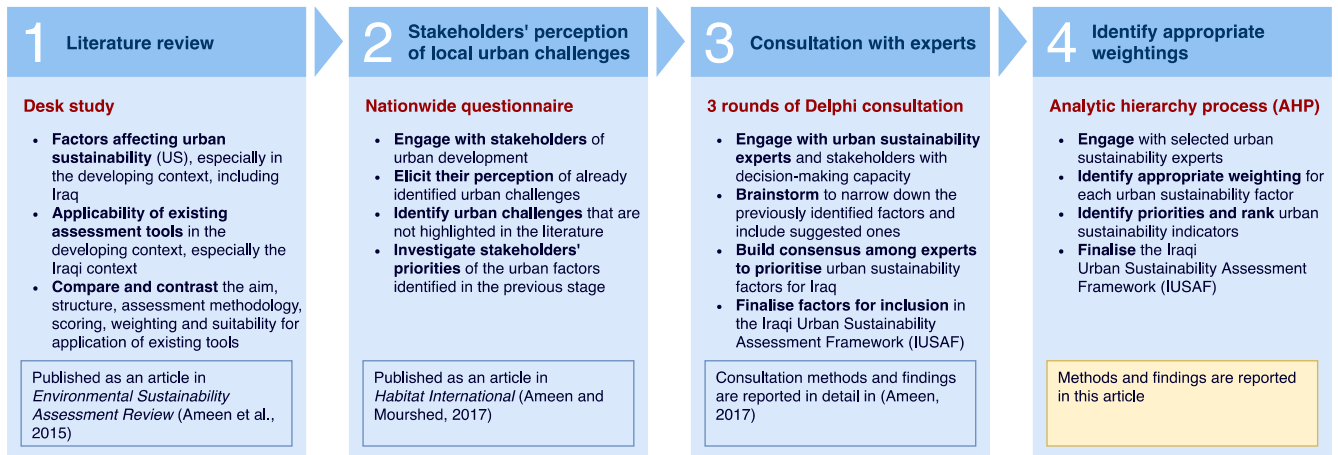 1
Literature review
Desk study
• Factors affecting urban
sustainability (US), especially in
the developing context, including
Iraq
• Applicability of existing
assessment tools in the
developing context, especially the
Iraqi context
• Compare and contrast the aim,
structure, assessment methodology,
scoring, weighting and suitability for
application of existing tools
Published as an article in
Environmental Sustainability
Assessment Review (Ameen et al.,
2015)
2
Stakeholders' perception
of local urban challenges
Nationwide questionnaire
• Engage with stakeholders of
urban development
• Elicit their perception of already
identified urban challenges
• Identify urban challenges that are
not highlighted in the literature
• Investigate stakeholders'
priorities of the urban factors
identified in the previous stage
Published as an article in
Habitat International (Ameen and
Mourshed, 2017)
3
Consultation with experts
3 rounds of Delphi consultation
• Engage with urban sustainability
experts and stakeholders with
decision-making capacity
• Brainstorm to narrow down the
previously identified factors and
include suggested ones
• Build consensus among experts
to prioritise urban sustainability
factors for Iraq
• Finalise factors for inclusion in
the Iraqi Urban Sustainability
Assessment Framework (IUSAF)
Consultation methods and findings
are reported in detail in (Ameen,
2017)
4
Identify appropriate
weightings
Analytic hierarchy process (AHP)
• Engage with selected urban
sustainability experts
• Identify appropriate weighting for
each urban sustainability factor
• Identify priorities and rank urban
sustainability indicators
• Finalise the Iraqi
Urban Sustainability Assessment
Framework (IUSAF)
Methods and findings are reported
in this article